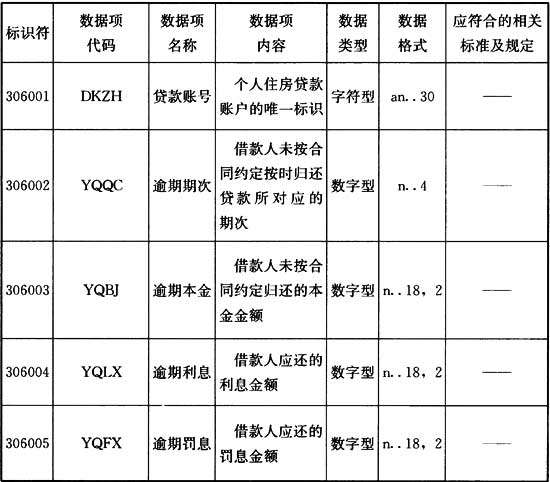 标识符 数据项代码 数据项名称 数据项内容 数据类型 数据格式 应符合的相关标准及规定
306001 DKZH 贷款账号 个人住房贷款账户的唯一标识 字符型 an..30 ——
306002 YQQC 逾期期次 借款人未按合同约定按时归还贷款所对应的期次 数字型 n..4 ——
306003 YQBJ 逾期本金 借款人未按合同约定归还的本金金额 数字型 n..18，2 ——
306004 YQLX 逾期利息 借款人应还的利息金额 数字型 n..18，2 ——
306005 YQFX 逾期罚息 借款人应还的罚息金额 数字型 n..18，2 ——